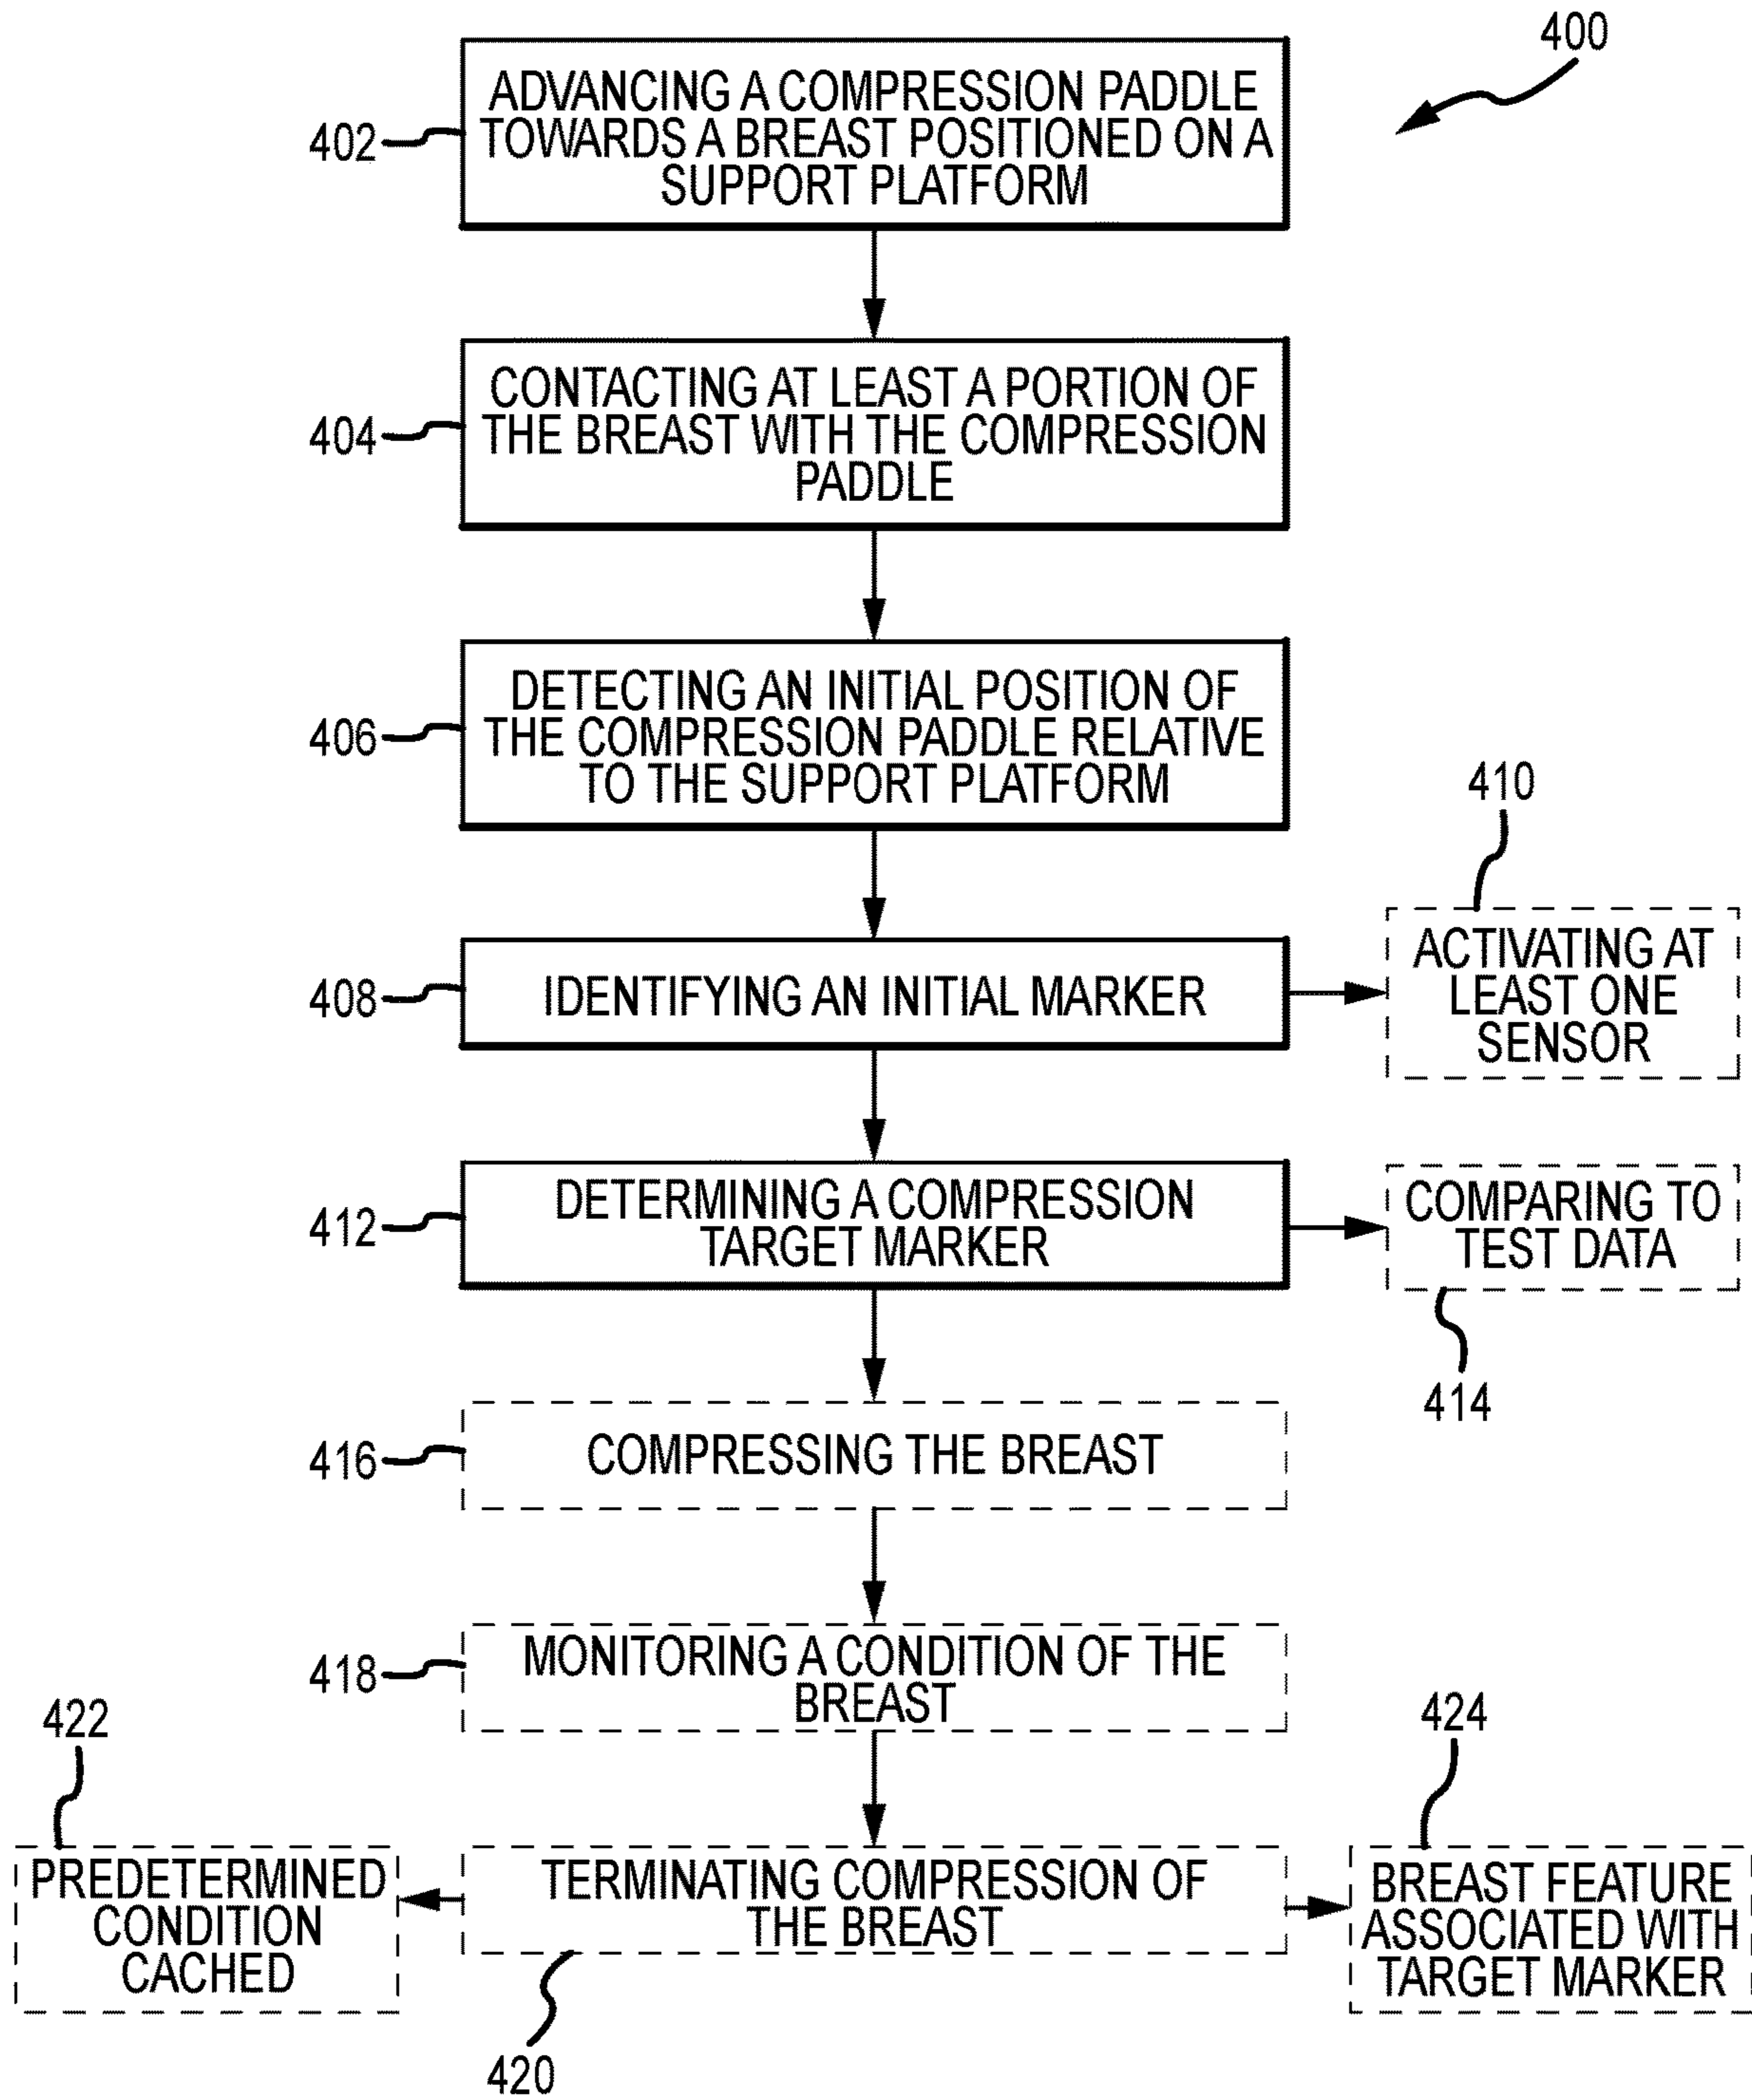 400
402
ADVANCING A COMPRESSION PADDLE
TOWARDS A BREAST POSITIONED ON A
SUPPORT PLATFORM
404
CONTACTING AT LEAST A PORTION OF
THE BREAST WITH THE COMPRESSION
PADDLE
406
DETECTING AN INITIAL POSITION OF
THE COMPRESSION PADDLE RELATIVE
TO THE SUPPORT PLATFORM
408
IDENTIFYING AN INITIAL MARKER
410
ACTIVATING AT
LEAST ONE
SENSOR
412
DETERMINING A COMPRESSION
TARGET MARKER
COMPARING TO
TEST DATA
414
416
COMPRESSING THE BREAST
418
MONITORING A CONDITION OF THE
BREAST
422
PREDETERMINED
CONDITION
CACHED
TERMINATING COMPRESSION OF
THE BREAST
420
424
BREAST FEATURE
ASSOCIATED WITH
TARGET MARKER